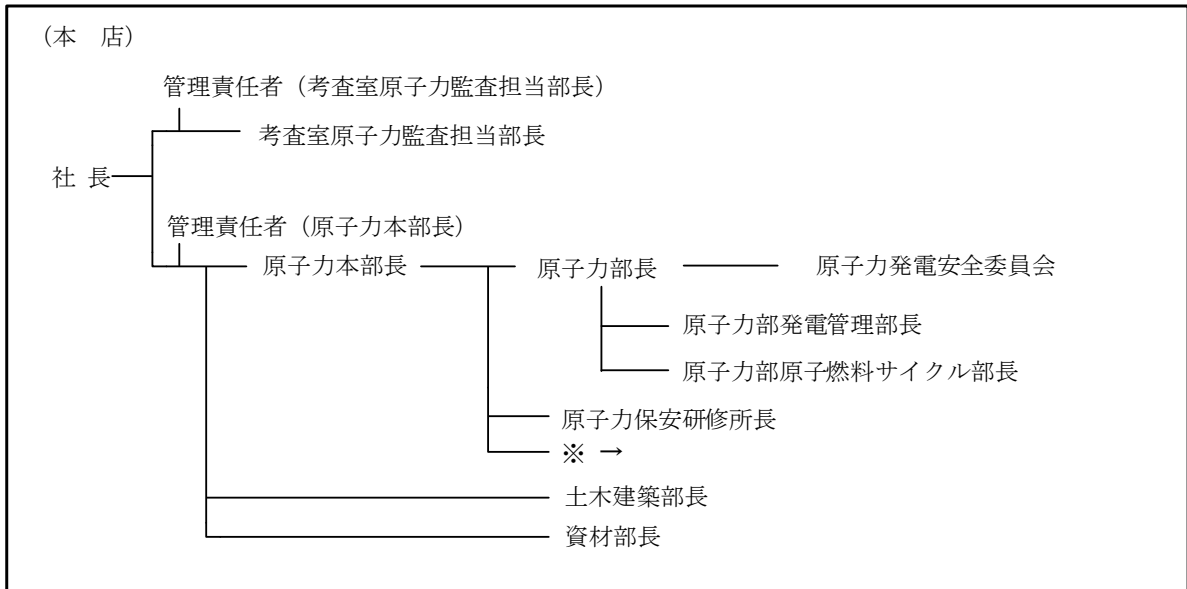 （本　店）
管理責任者（考査室原子力監査担当部長）
考査室原子力監査担当部長
社 長
管理責任者（原子力本部長）
原子力本部長
原子力部長
原子力発電安全委員会
原子力部発電管理部長
原子力部原子燃料サイクル部長
原子力保安研修所長
※ →
土木建築部長
資材部長